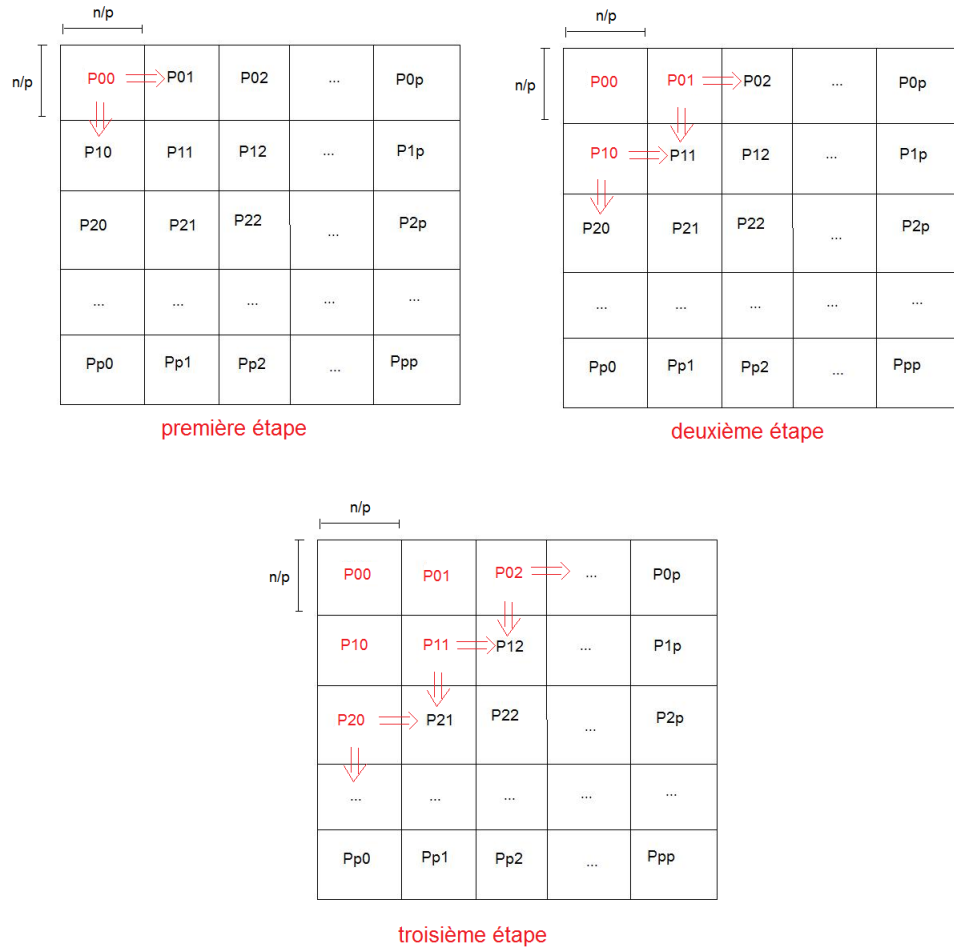 n/p
n/p
P00 P01 P02 ... P0p
P10 P11 P12 ... P1p
P20 P21 P22 ... P2p
... ... ... ... ...
Pp0 Pp1 Pp2 ... Ppp
première étape
n/p
n/p
P00 P01 P02 ... P0p
P10 P11 P12 ... P1p
P20 P21 P22 ... P2p
... ... ... ... ...
Pp0 Pp1 Pp2 ... Ppp
deuxième étape
n/p
n/p
P00 P01 P02 ... P0p
P10 P11 P12 ... P1p
P20 P21 P22 ... P2p
... ... ... ... ...
Pp0 Pp1 Pp2 ... Ppp
troisième étape